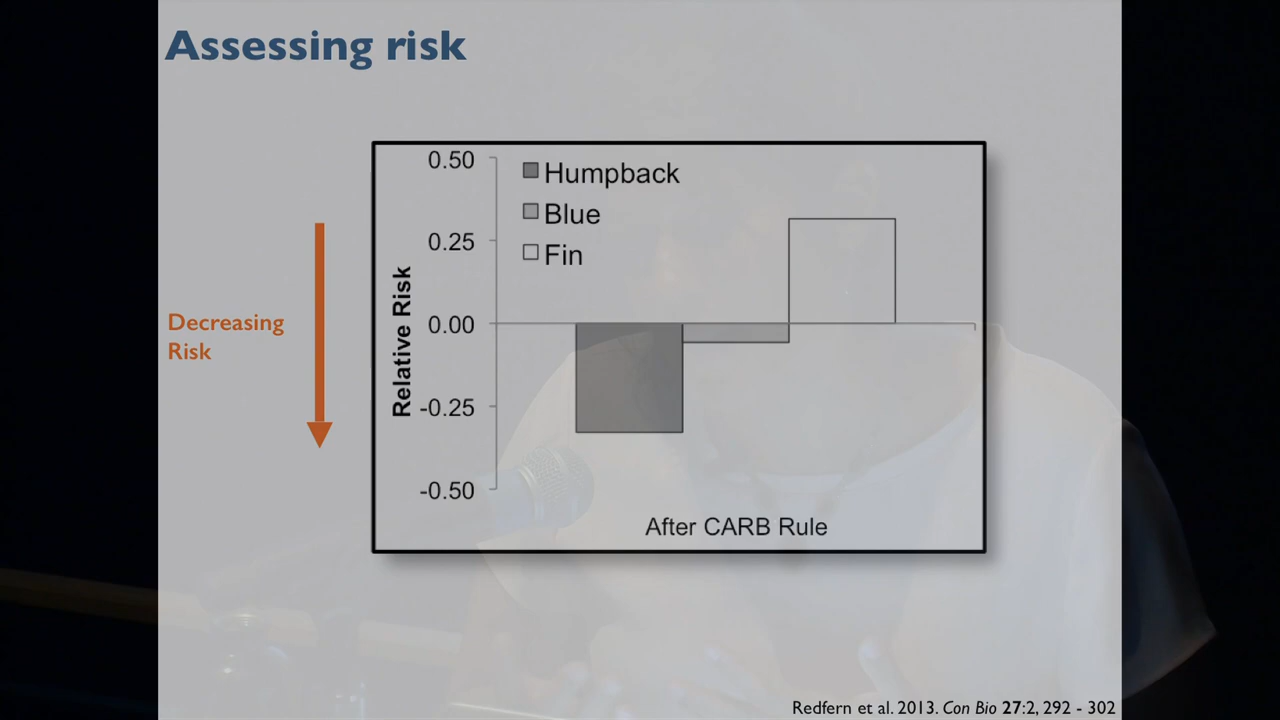 Assessing risk
0.50
0.25
0.00
-0.25
-0.50
Relative Risk
Humpback
Blue
Fin
After CARB Rule
Decreasing
Risk
Redfern et al. 2013. Con Bio 27:2, 292 - 302